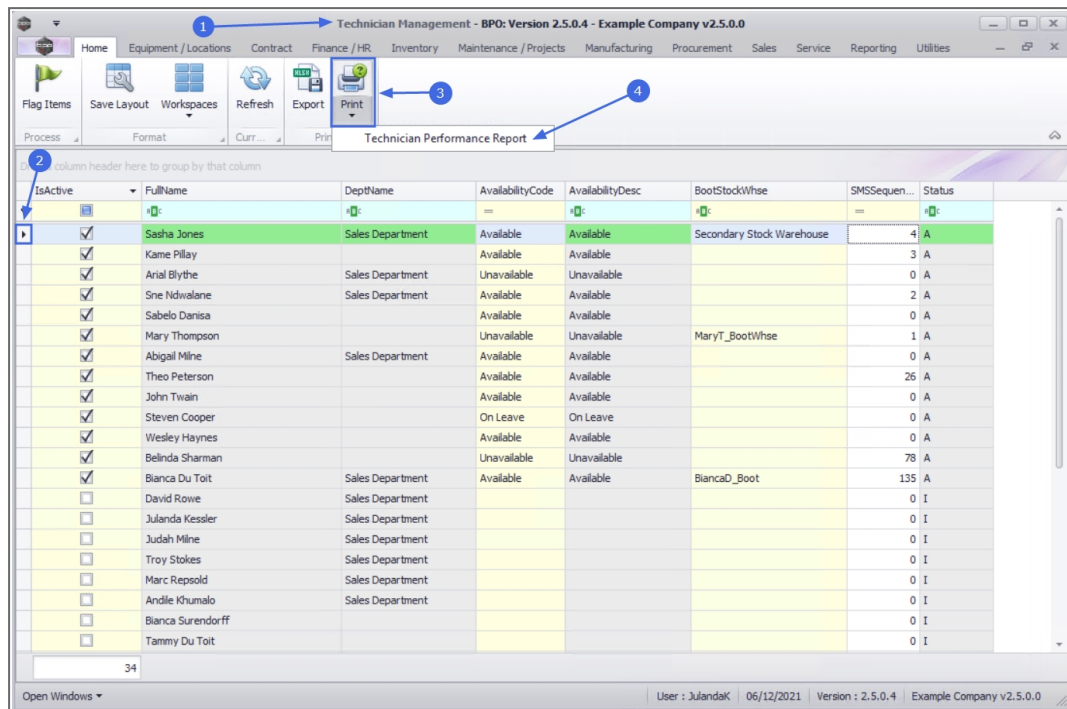 1
Technician Management - BPO: Version 2.5.0.4 - Example Company v2.5.0.0
Home Equipment / Locations Contract Finance / HR Inventory Maintenance / Projects Manufacturing Procurement Sales Service Reporting Utilities
XLSX
3
4
Flag Items Save Layout Workspaces Refresh Export Print
Process Format Curr... Prin
Technician Performance Report
2
column header here to group by that column
IsActive FullName DeptName AvailabilityCode AvailabilityDesc BootStockWhse SMSSequen... Status
Sasha Jones Sales Department Available Available Secondary Stock Warehouse 4 A
Kame Pillay Available Available 3 A
Arial Blythe Sales Department Unavailable Unavailable 0 A
Sne Ndwalane Sales Department Available Available 2 A
Sabelo Danisa Available Available 0 A
Mary Thompson Unavailable Unavailable MaryT_BootWhse 1 A
Abigail Milne Sales Department Available Available 0 A
Theo Peterson Available Available 26 A
John Twain Available Available 0 A
Steven Cooper On Leave On Leave 0 A
Wesley Haynes Available Available 0 A
Belinda Sharman Unavailable Unavailable 78 A
Bianca Du Toit Sales Department Available Available BiancaD_Boot 135 A
David Rowe Sales Department 0 I
Julanda Kessler Sales Department 0 I
Judah Milne Sales Department 0 I
Troy Stokes Sales Department 0 I
Marc Repsold Sales Department 0 I
Andile Khumalo Sales Department 0 I
Bianca Surendorff 0 I
Tammy Du Toit 0 I
34
Open Windows User : JulandaK 06/12/2021 Version : 2.5.0.4 Example Company v2.5.0.0